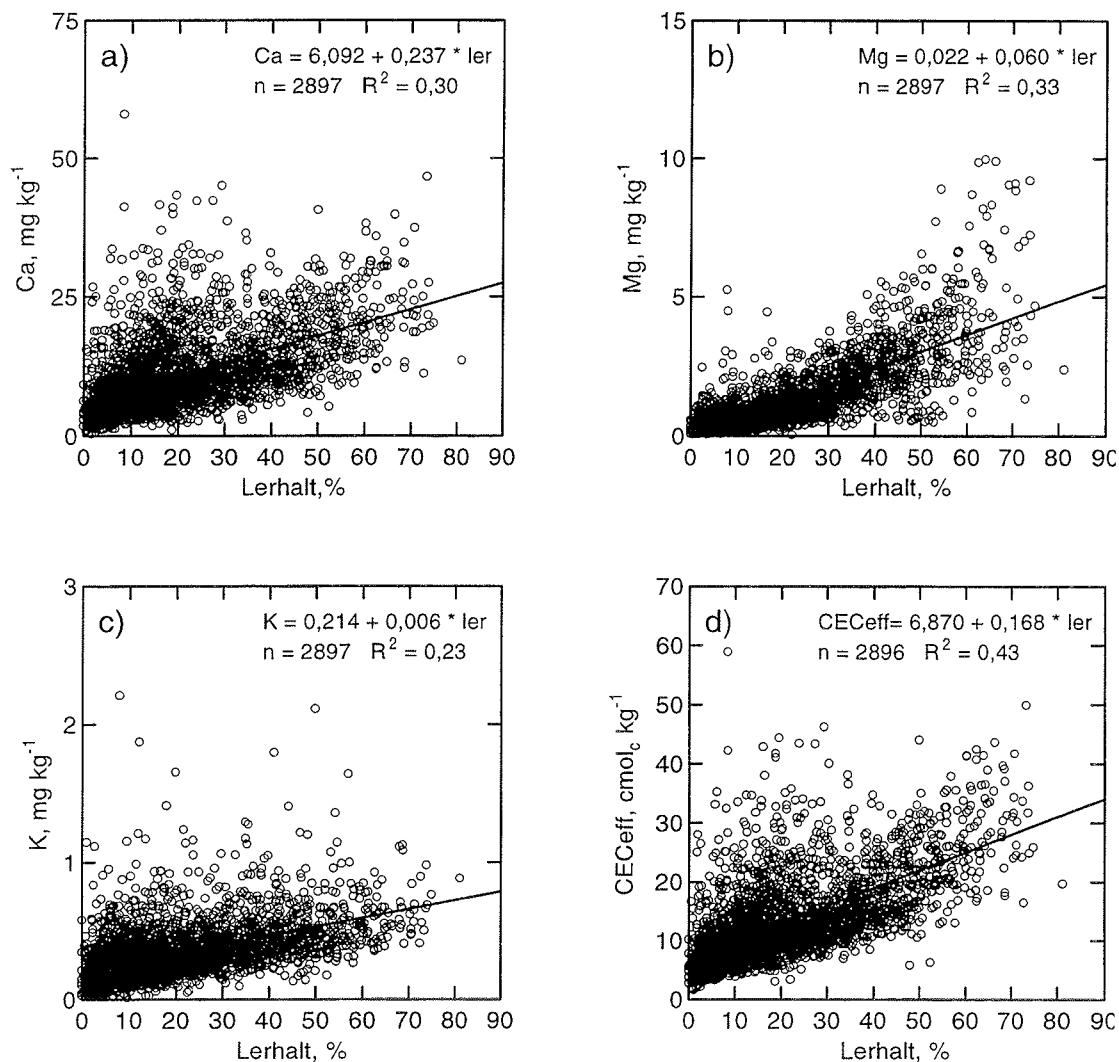 a)
Ca = 6,092 + 0,237 * ler
n = 2897 R² = 0,30
75
50
25
0
Ca, mg kg⁻¹
0 10 20 30 40 50 60 70 80 90
Lerhalt,%
b)
Mg = 0,022 + 0,060 * ler
n = 2897 R² = 0,33
15
10
5
0
Mg, mg kg⁻¹
0 10 20 30 40 50 60 70 80 90
Lerhalt, %
c)
K = 0,214 + 0,006 * ler
n = 2897 R² = 0,23
3
2
1
0
K, mg kg⁻¹
0 10 20 30 40 50 60 70 80 90
Lerhalt, %
d)
CECeff= 6,870 + 0,168 * ler
n = 2896 R² = 0,43
70
60
50
40
30
20
10
0
CECeff, cmol_c kg⁻¹
0 10 20 30 40 50 60 70 80 90
Lerhalt, %